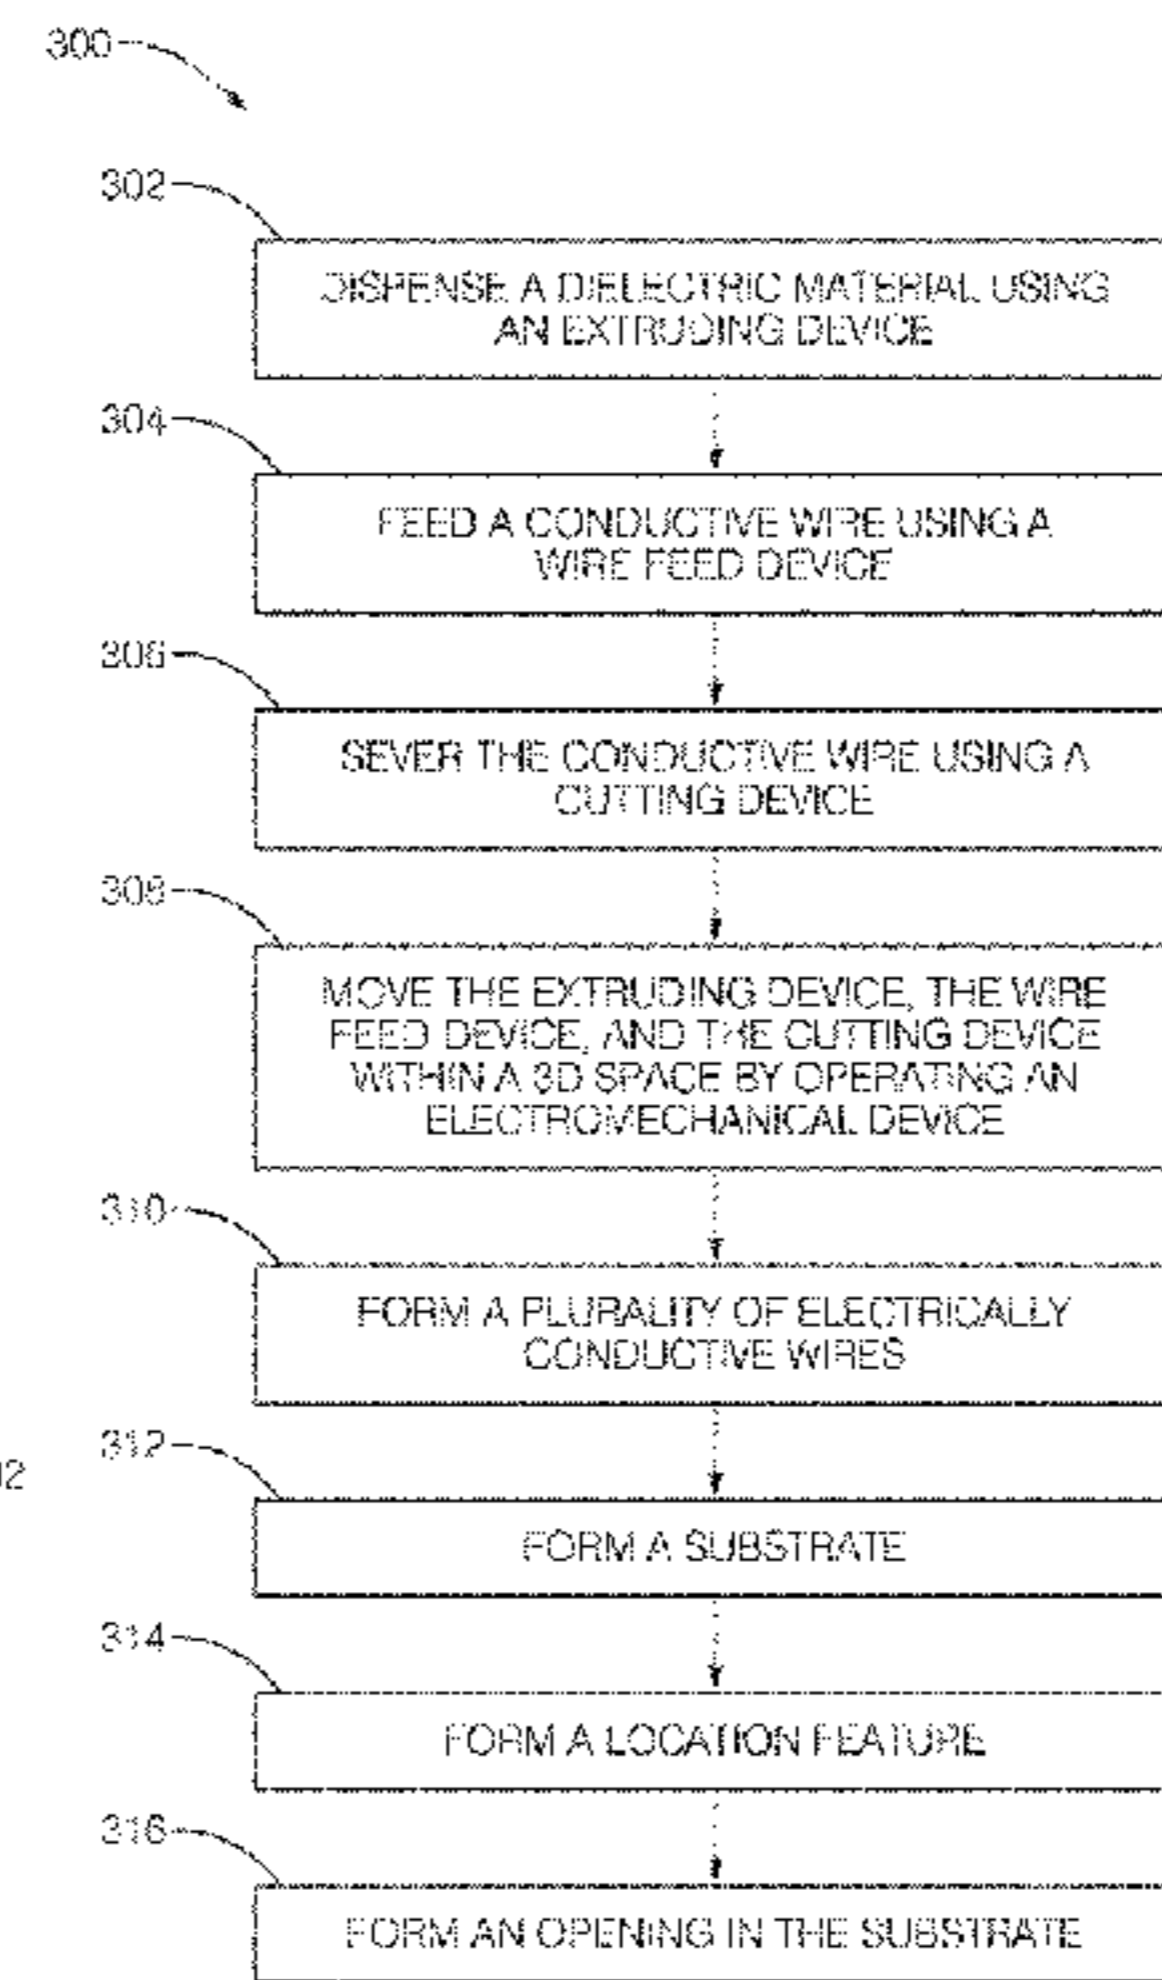 300
302
DISPENSE A DIELECTRIC MATERIAL USING
AN EXTRUDING DEVICE
304
FEED A CONDUCTIVE WIRE USING A
WIRE FEED DEVICE
306
SEVER THE CONDUCTIVE WIRE USING A
CUTTING DEVICE
308
MOVE THE EXTRUDING DEVICE, THE WIRE
FEED DEVICE, AND THE CUTTING DEVICE
WITHIN A 3D SPACE BY OPERATING AN
ELECTROMECHANICAL DEVICE
310
FORM A PLURALITY OF ELECTRICALLY
CONDUCTIVE WIRES
312
FORM A SUBSTRATE
314
FORM A LOCATION FEATURE
316
FORM AN OPENING IN THE SUBSTRATE